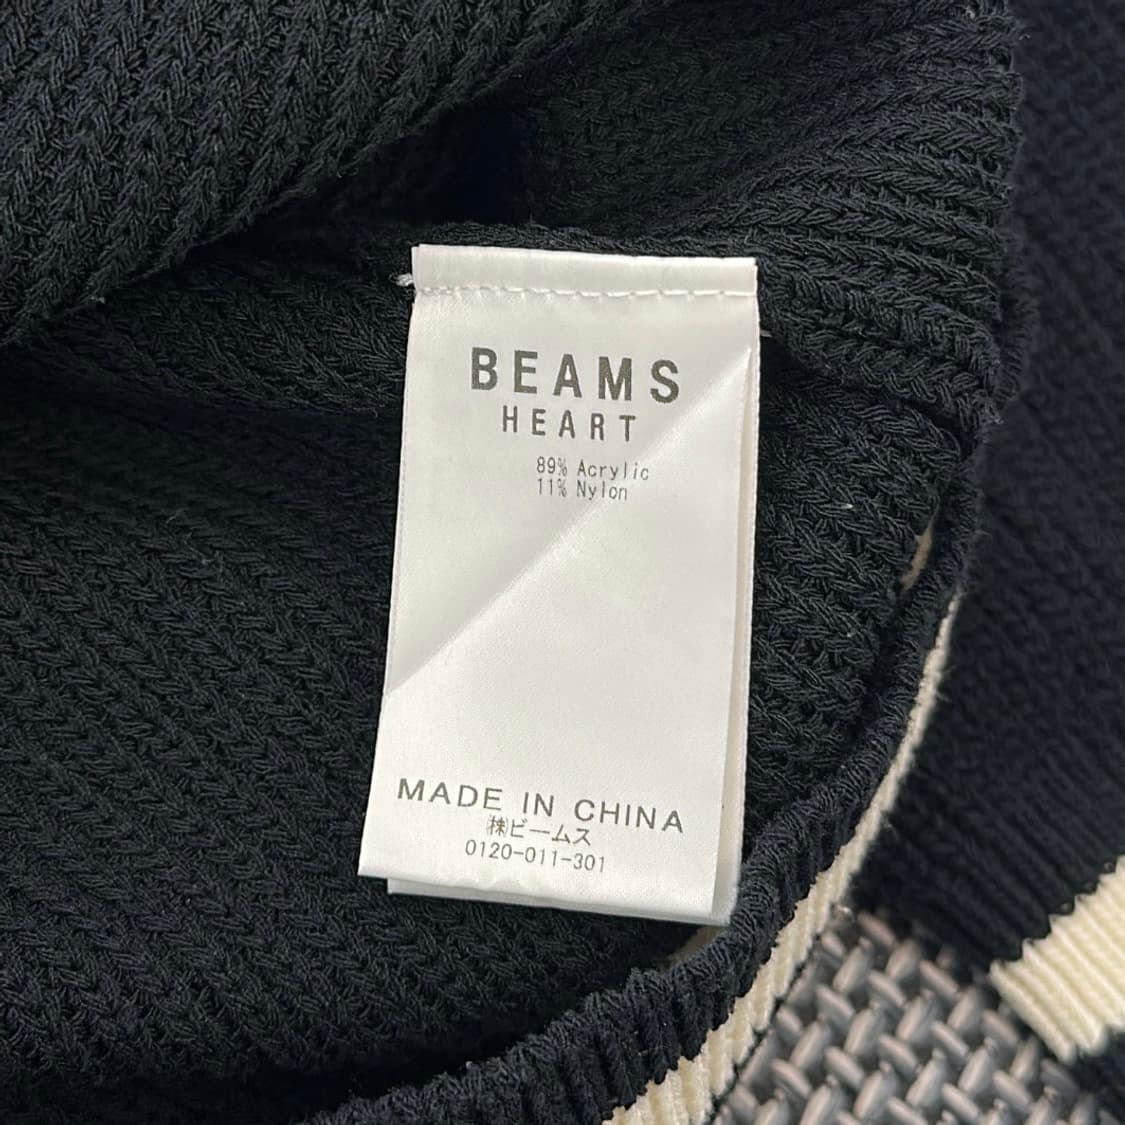 BEAMS
HEART
89% Acrylic
11% Nylon
MADE IN CHINA
㈱ビームス
0120-011-301